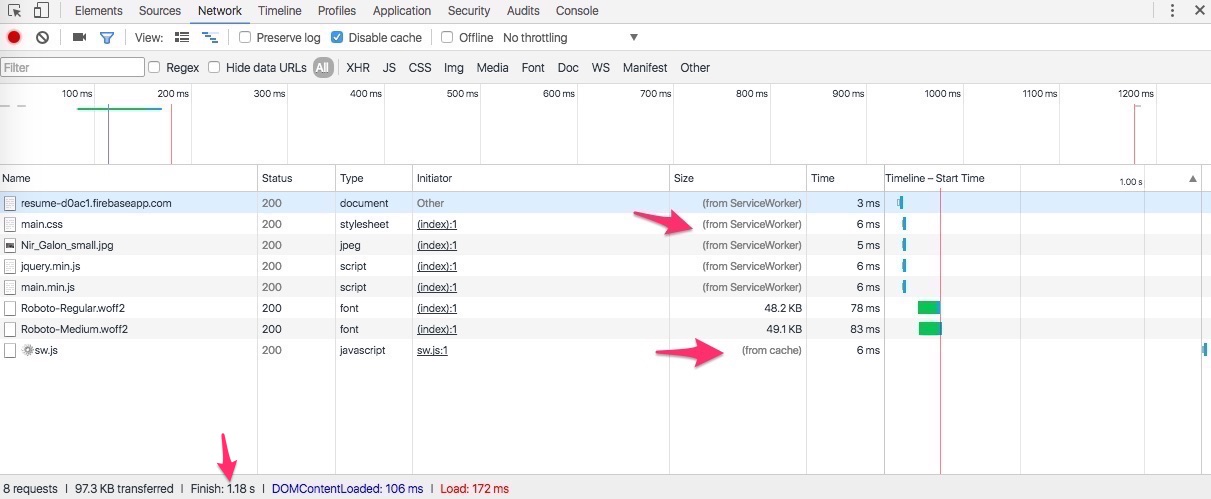 Elements Sources Network Timeline Profiles Application Security Audits Console
View: Preserve log Disable cache Offline No throttling
Filter Regex Hide data URLs All XHR JS CSS Img Media Font Doc WS Manifest Other
100 ms 200 ms 300 ms 400 ms 500 ms 600 ms 700 ms 800 ms 900 ms 1000 ms 1100 ms 1200 ms
Name Status Type Initiator Size Time Timeline – Start Time 1.00 s
resume-d0ac1.firebaseapp.com 200 document Other (from ServiceWorker) 3 ms
main.css 200 stylesheet (index):1 (from ServiceWorker) 6 ms
Nir_Galon_small.jpg 200 jpeg (index):1 (from ServiceWorker) 5 ms
jquery.min.js 200 script (index):1 (from ServiceWorker) 6 ms
main.min.js 200 script (index):1 (from ServiceWorker) 6 ms
Roboto-Regular.woff2 200 font (index):1 48.2 KB 78 ms
Roboto-Medium.woff2 200 font (index):1 49.1 KB 83 ms
sw.js 200 javascript sw.js:1 (from cache) 6 ms
8 requests | 97.3 KB transferred | Finish: 1.18 s | DOMContentLoaded: 106 ms | Load: 172 ms